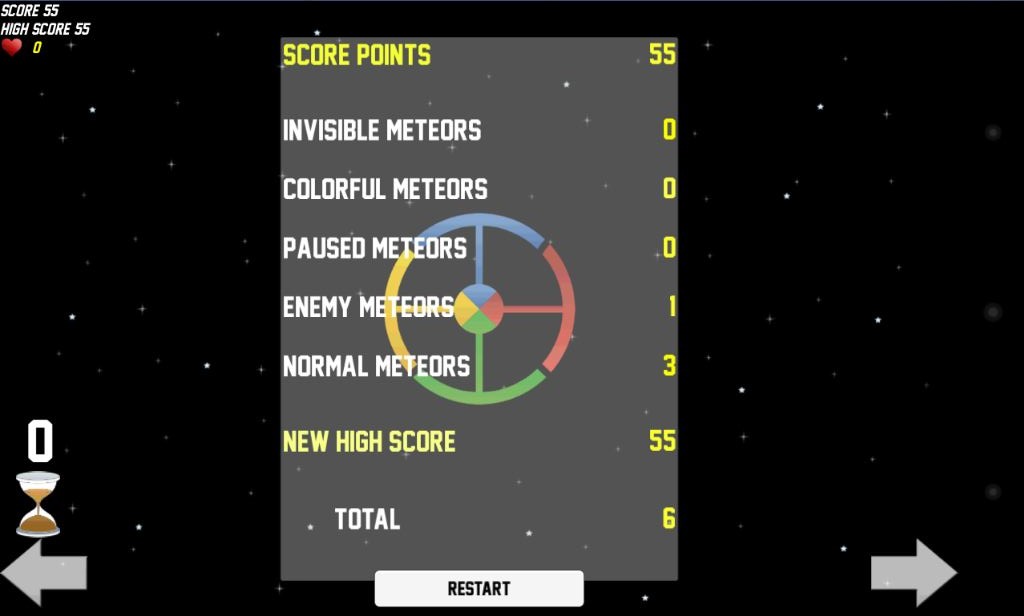 SCORE 55
HIGH SCORE 55
0
SCORE POINTS 55
INVISIBLE METEORS 0
COLORFUL METEORS 0
PAUSED METEORS 0
ENEMY METEORS 1
NORMAL METEORS 3
NEW HIGH SCORE 55
0
TOTAL 6
RESTART